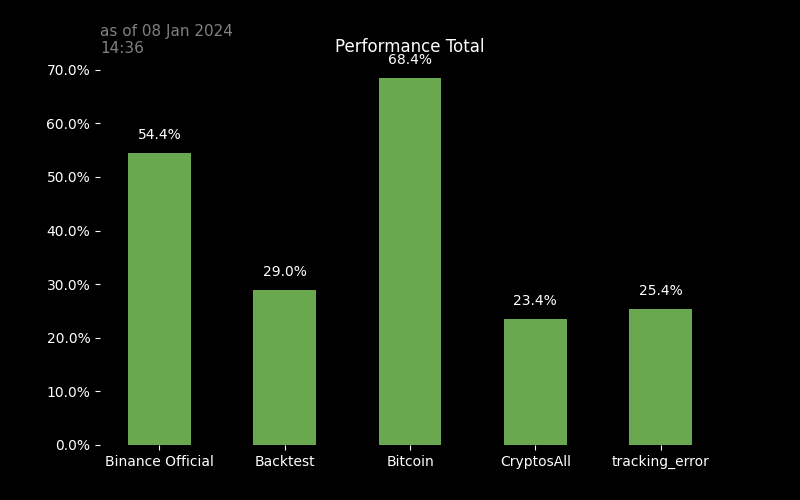 as of 08 Jan 2024
14:36
Performance Total
70.0%
60.0%
50.0%
40.0%
30.0%
20.0%
10.0%
0.0%
54.4%
29.0%
68.4%
23.4%
25.4%
Binance Official
Backtest
Bitcoin
CryptosAll
tracking_error